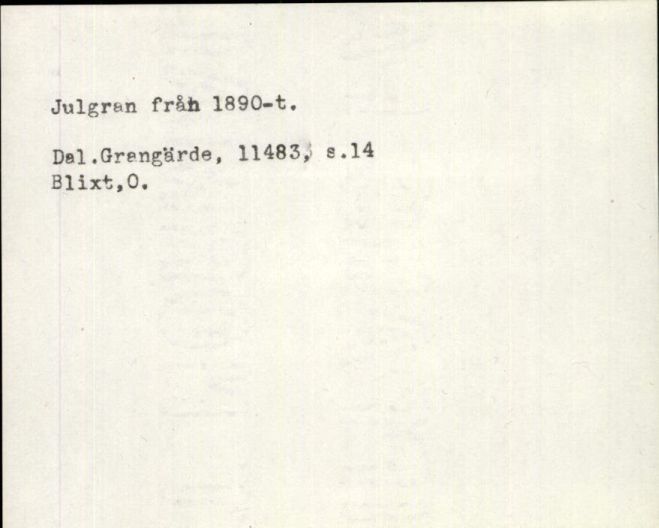 Julgran från 1890-t.
Dal.Grangärde, 11483, s.14
Blixt,O.